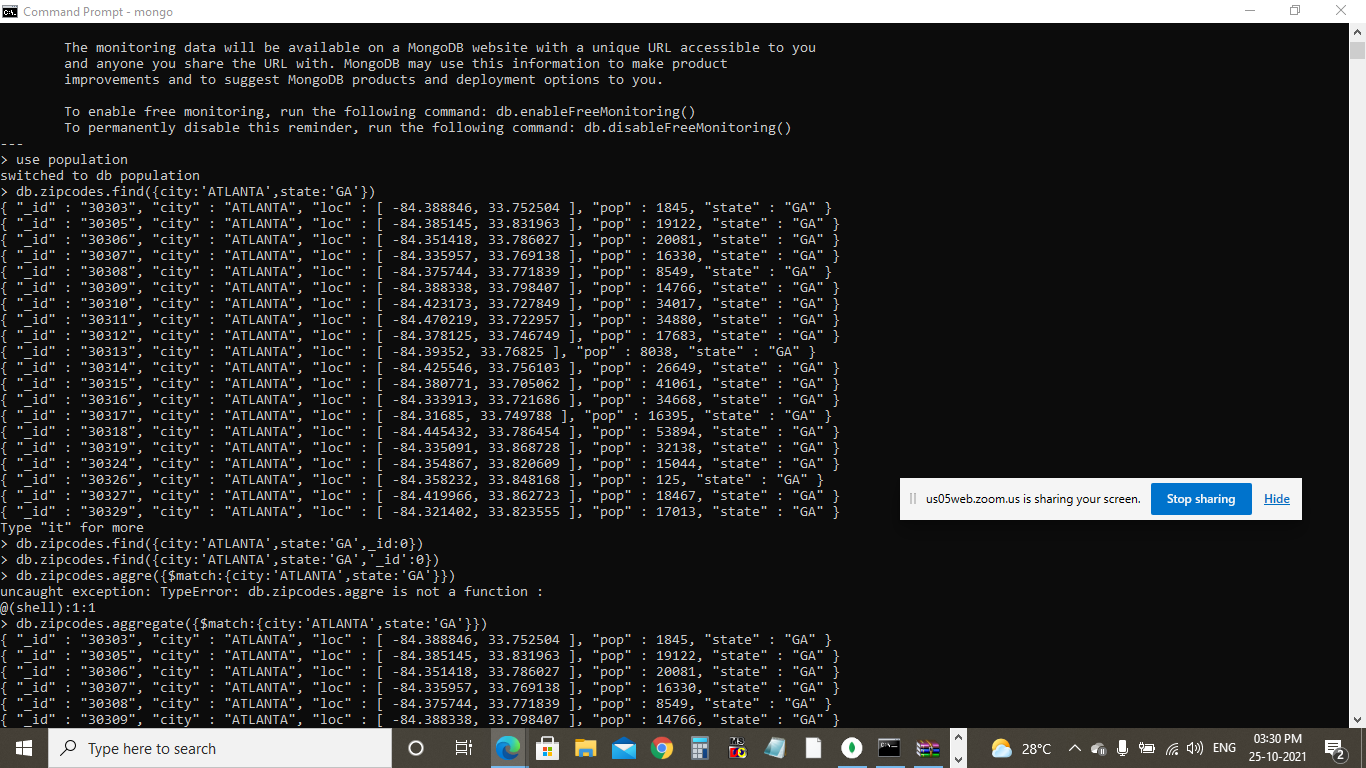 Command Prompt - mongo
The monitoring data will be available on a MongoDB website with a unique URL accessible to you
and anyone you share the URL with. MongoDB may use this information to make product
improvements and to suggest MongoDB products and deployment options to you.
To enable free monitoring, run the following command: db.enableFreeMonitoring()
To permanently disable this reminder, run the following command: db.disableFreeMonitoring()
---
> use population
switched to db population
> db.zipcodes.find({city:'ATLANTA',state:'GA'})
{ "_id" : "30303", "city" : "ATLANTA", "loc" : [ -84.388846, 33.752504 ], "pop" : 1845, "state" : "GA" }
{ "_id" : "30305", "city" : "ATLANTA", "loc" : [ -84.385145, 33.831963 ], "pop" : 19122, "state" : "GA" }
{ "_id" : "30306", "city" : "ATLANTA", "loc" : [ -84.351418, 33.786027 ], "pop" : 20081, "state" : "GA" }
{ "_id" : "30307", "city" : "ATLANTA", "loc" : [ -84.335957, 33.769138 ], "pop" : 16330, "state" : "GA" }
{ "_id" : "30308", "city" : "ATLANTA", "loc" : [ -84.375744, 33.771839 ], "pop" : 8549, "state" : "GA" }
{ "_id" : "30309", "city" : "ATLANTA", "loc" : [ -84.388338, 33.798407 ], "pop" : 14766, "state" : "GA" }
{ "_id" : "30310", "city" : "ATLANTA", "loc" : [ -84.423173, 33.727849 ], "pop" : 34017, "state" : "GA" }
{ "_id" : "30311", "city" : "ATLANTA", "loc" : [ -84.470219, 33.722957 ], "pop" : 34880, "state" : "GA" }
{ "_id" : "30312", "city" : "ATLANTA", "loc" : [ -84.378125, 33.746749 ], "pop" : 17683, "state" : "GA" }
{ "_id" : "30313", "city" : "ATLANTA", "loc" : [ -84.39352, 33.76825 ], "pop" : 8038, "state" : "GA" }
{ "_id" : "30314", "city" : "ATLANTA", "loc" : [ -84.425546, 33.756103 ], "pop" : 26649, "state" : "GA" }
{ "_id" : "30315", "city" : "ATLANTA", "loc" : [ -84.380771, 33.705062 ], "pop" : 41061, "state" : "GA" }
{ "_id" : "30316", "city" : "ATLANTA", "loc" : [ -84.333913, 33.721686 ], "pop" : 34668, "state" : "GA" }
{ "_id" : "30317", "city" : "ATLANTA", "loc" : [ -84.31685, 33.749788 ], "pop" : 16395, "state" : "GA" }
{ "_id" : "30318", "city" : "ATLANTA", "loc" : [ -84.445432, 33.786454 ], "pop" : 53894, "state" : "GA" }
{ "_id" : "30319", "city" : "ATLANTA", "loc" : [ -84.335091, 33.868728 ], "pop" : 32138, "state" : "GA" }
{ "_id" : "30324", "city" : "ATLANTA", "loc" : [ -84.354867, 33.820609 ], "pop" : 15044, "state" : "GA" }
{ "_id" : "30326", "city" : "ATLANTA", "loc" : [ -84.358232, 33.848168 ], "pop" : 125, "state" : "GA" }
{ "_id" : "30327", "city" : "ATLANTA", "loc" : [ -84.419966, 33.862723 ], "pop" : 18467, "state" : "GA" }
{ "_id" : "30329", "city" : "ATLANTA", "loc" : [ -84.321402, 33.823555 ], "pop" : 17013, "state" : "GA" }
us05web.zoom.us is sharing your screen. Stop sharing Hide
Type "it" for more
> db.zipcodes.find({city:'ATLANTA',state:'GA',_id:0})
> db.zipcodes.find({city:'ATLANTA',state:'GA','_id':0})
> db.zipcodes.aggre({$match:{city:'ATLANTA',state:'GA'}})
uncaught exception: TypeError: db.zipcodes.aggre is not a function :
@(shell):1:1
> db.zipcodes.aggregate({$match:{city:'ATLANTA',state:'GA'}})
{ "_id" : "30303", "city" : "ATLANTA", "loc" : [ -84.388846, 33.752504 ], "pop" : 1845, "state" : "GA" }
{ "_id" : "30305", "city" : "ATLANTA", "loc" : [ -84.385145, 33.831963 ], "pop" : 19122, "state" : "GA" }
{ "_id" : "30306", "city" : "ATLANTA", "loc" : [ -84.351418, 33.786027 ], "pop" : 20081, "state" : "GA" }
{ "_id" : "30307", "city" : "ATLANTA", "loc" : [ -84.335957, 33.769138 ], "pop" : 16330, "state" : "GA" }
{ "_id" : "30308", "city" : "ATLANTA", "loc" : [ -84.375744, 33.771839 ], "pop" : 8549, "state" : "GA" }
{ "_id" : "30309", "city" : "ATLANTA", "loc" : [ -84.388338, 33.798407 ], "pop" : 14766, "state" : "GA" }
Type here to search
28°C
ENG
03:30 PM
25-10-2021
2